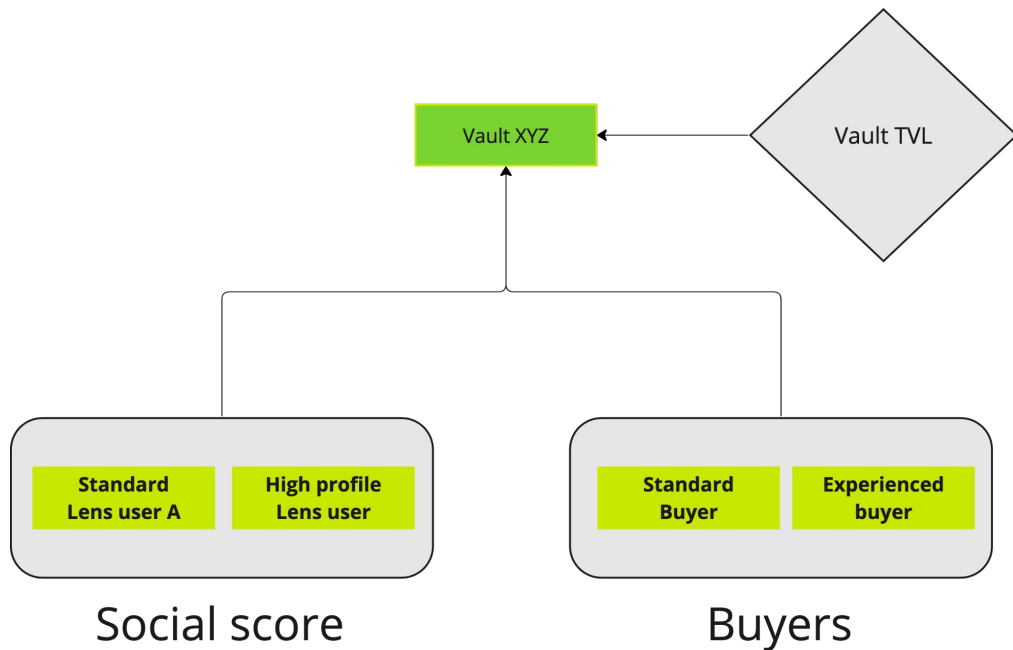 Vault XYZ
Vault TVL
Standard
Lens user A
High profile
Lens user
Standard
Buyer
Experienced
buyer
Social score
Buyers